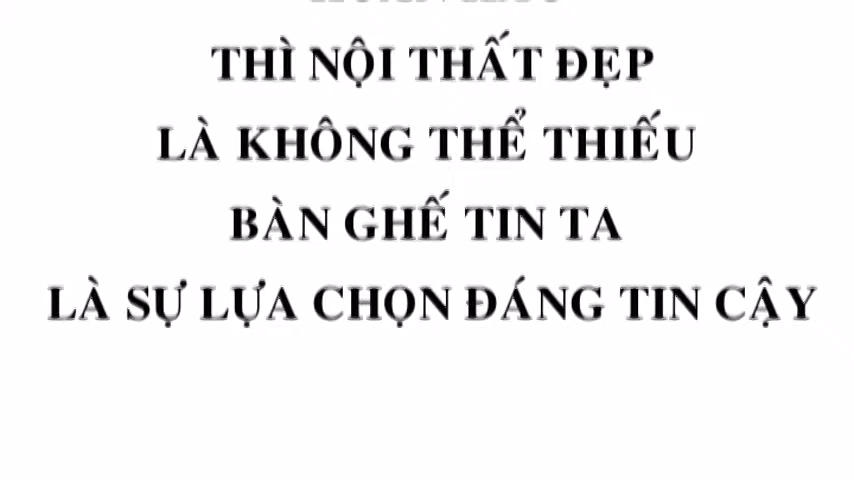 THÌ NỘI THẤT ĐẸP
LÀ KHÔNG THỂ THIẾU
BÀN GHẾ TIN TA
LÀ SỰ LỰA CHỌN ĐÁNG TIN CẬY